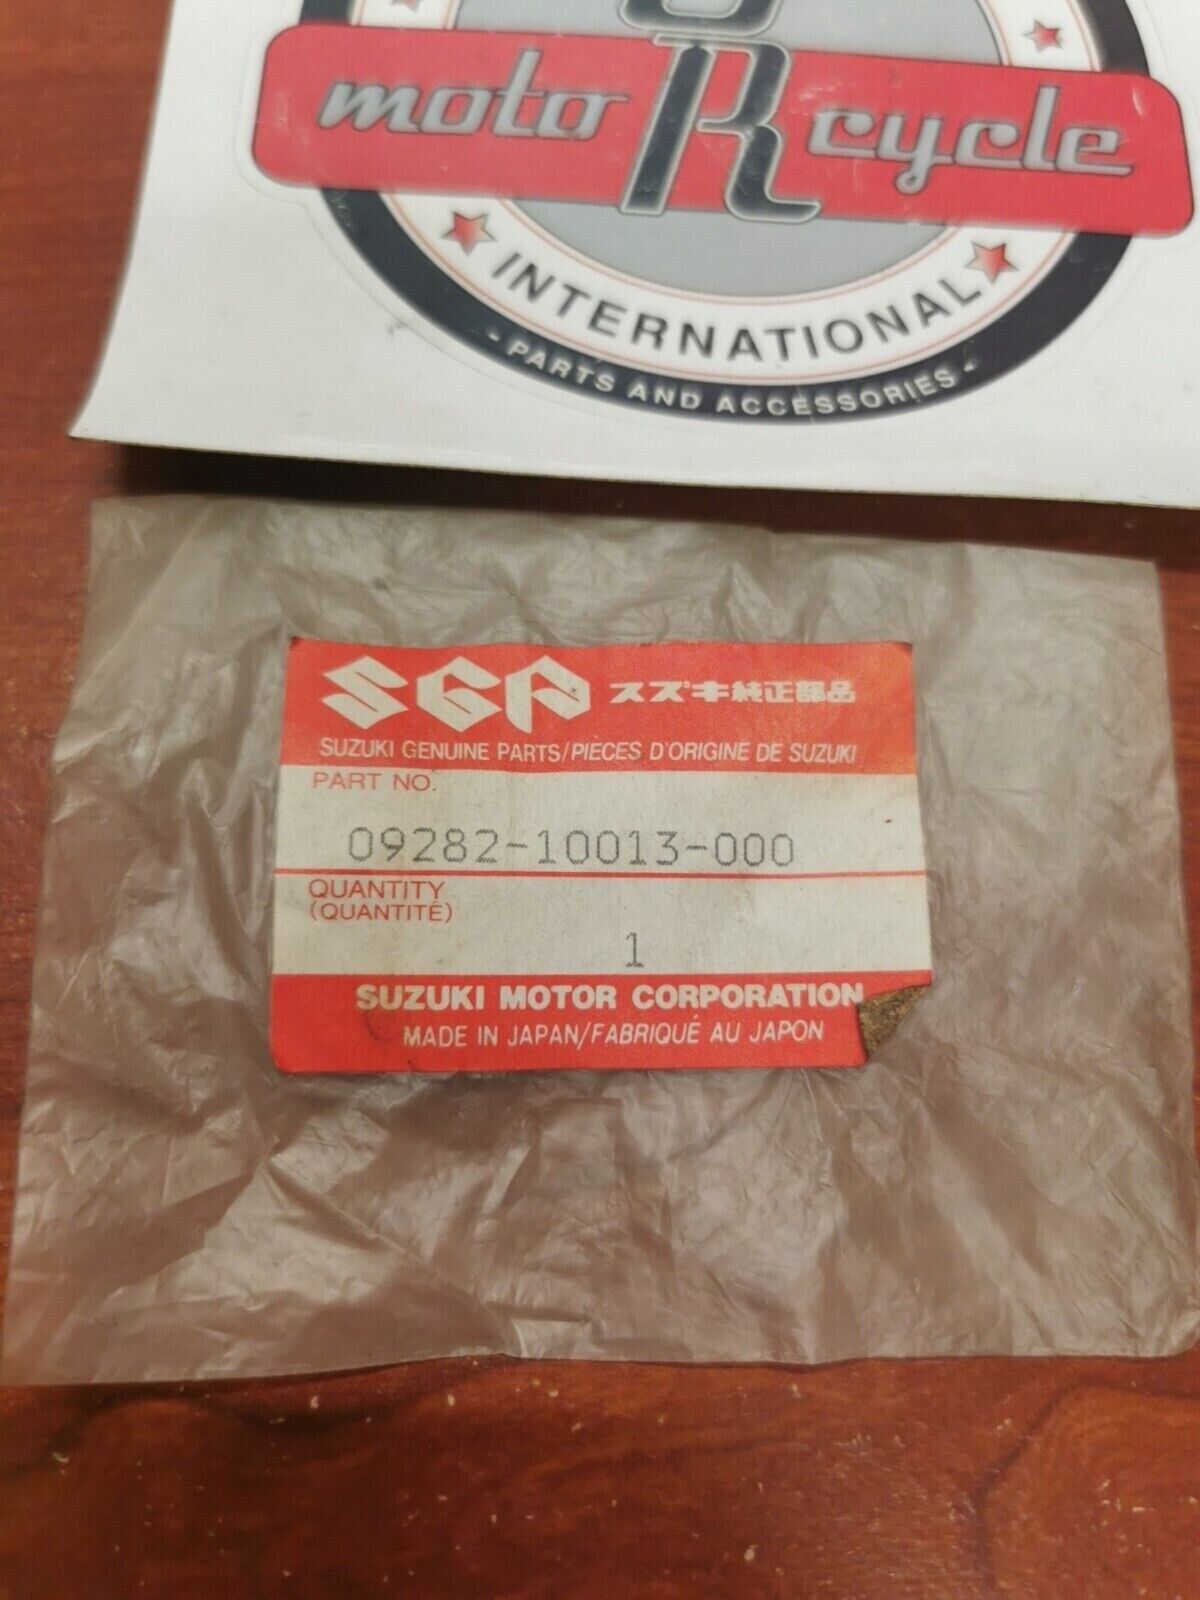 moto R cycle
INTERNATIONAL
- PARTS AND ACCESSORIES -
SGP スズキ純正部品
SUZUKI GENUINE PARTS/PIECES D'ORIGINE DE SUZUKI
PART NO.
09282-10013-000
QUANTITY
(QUANTITÉ)
1
SUZUKI MOTOR CORPORATION
MADE IN JAPAN/FABRIQUÉ AU JAPON